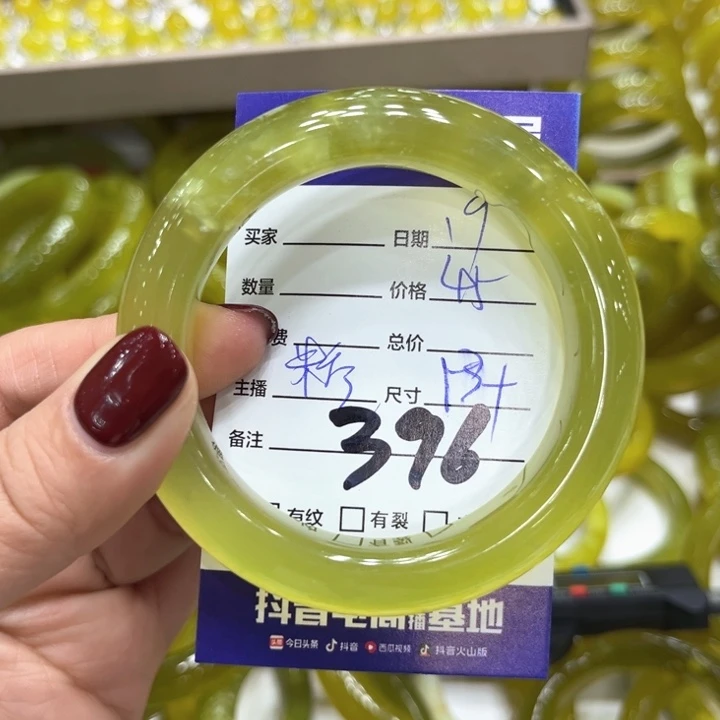 买家 日期 19
数量 价格 45
费 总价
主播 尺寸
备注 396
有纹 有裂
抖音电商直播基地
今日头条 抖音 西瓜视频 抖音火山版